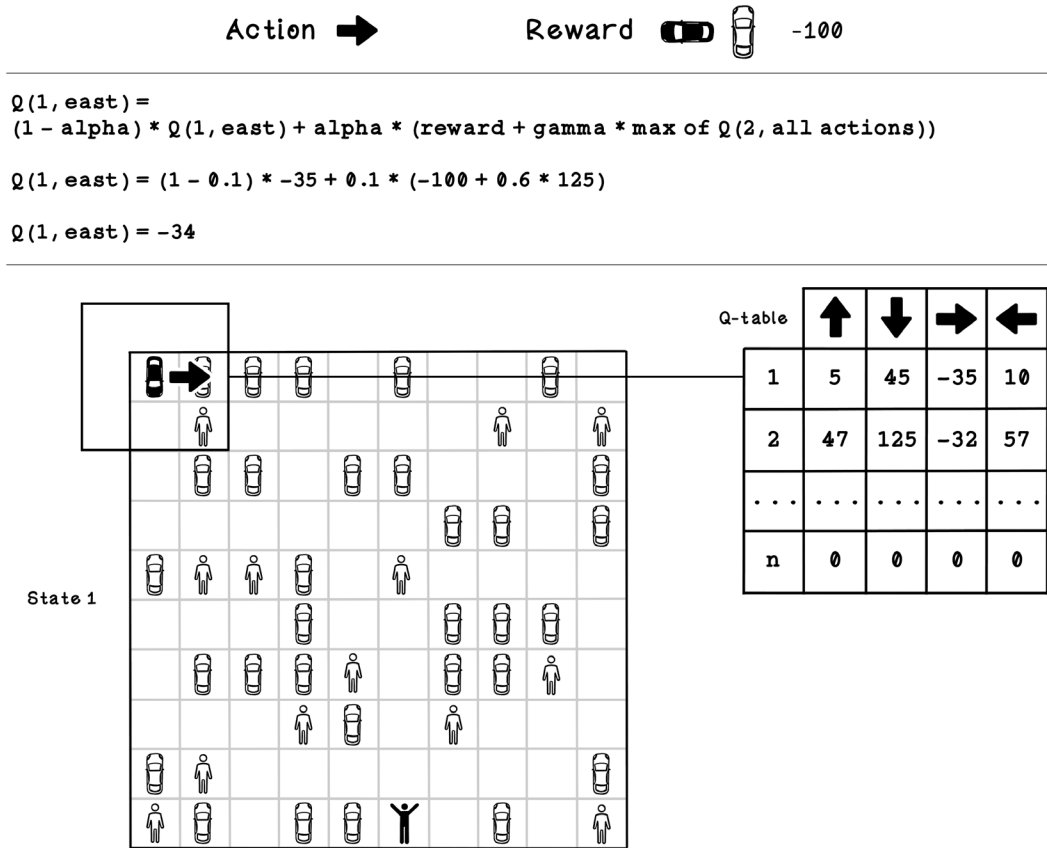 Action Reward -100
Q(1, east) =
(1 - alpha) * Q(1, east) + alpha * (reward + gamma * max of Q(2, all actions))
Q(1, east) = (1 - 0.1) * -35 + 0.1 * (-100 + 0.6 * 125)
Q(1, east) = -34
Q-table
1 5 45 -35 10
2 47 125 -32 57
... ... ... ... ...
n 0 0 0 0
State 1